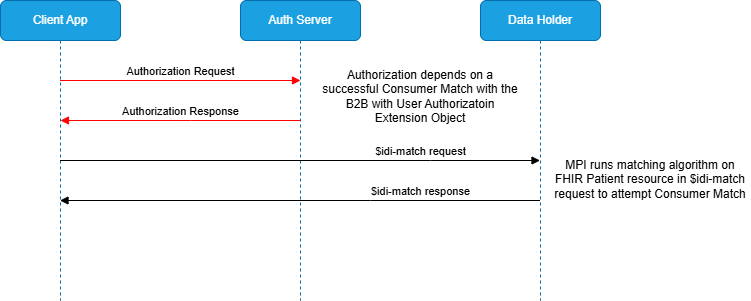 Client App
Auth Server
Data Holder
Authorization Request
Authorization depends on a
successful Consumer Match with the
B2B with User Authorizatoin
Extension Object
Authorization Response
$idi-match request
MPI runs matching algorithm on
FHIR Patient resource in $idi-match
request to attempt Consumer Match
$idi-match response